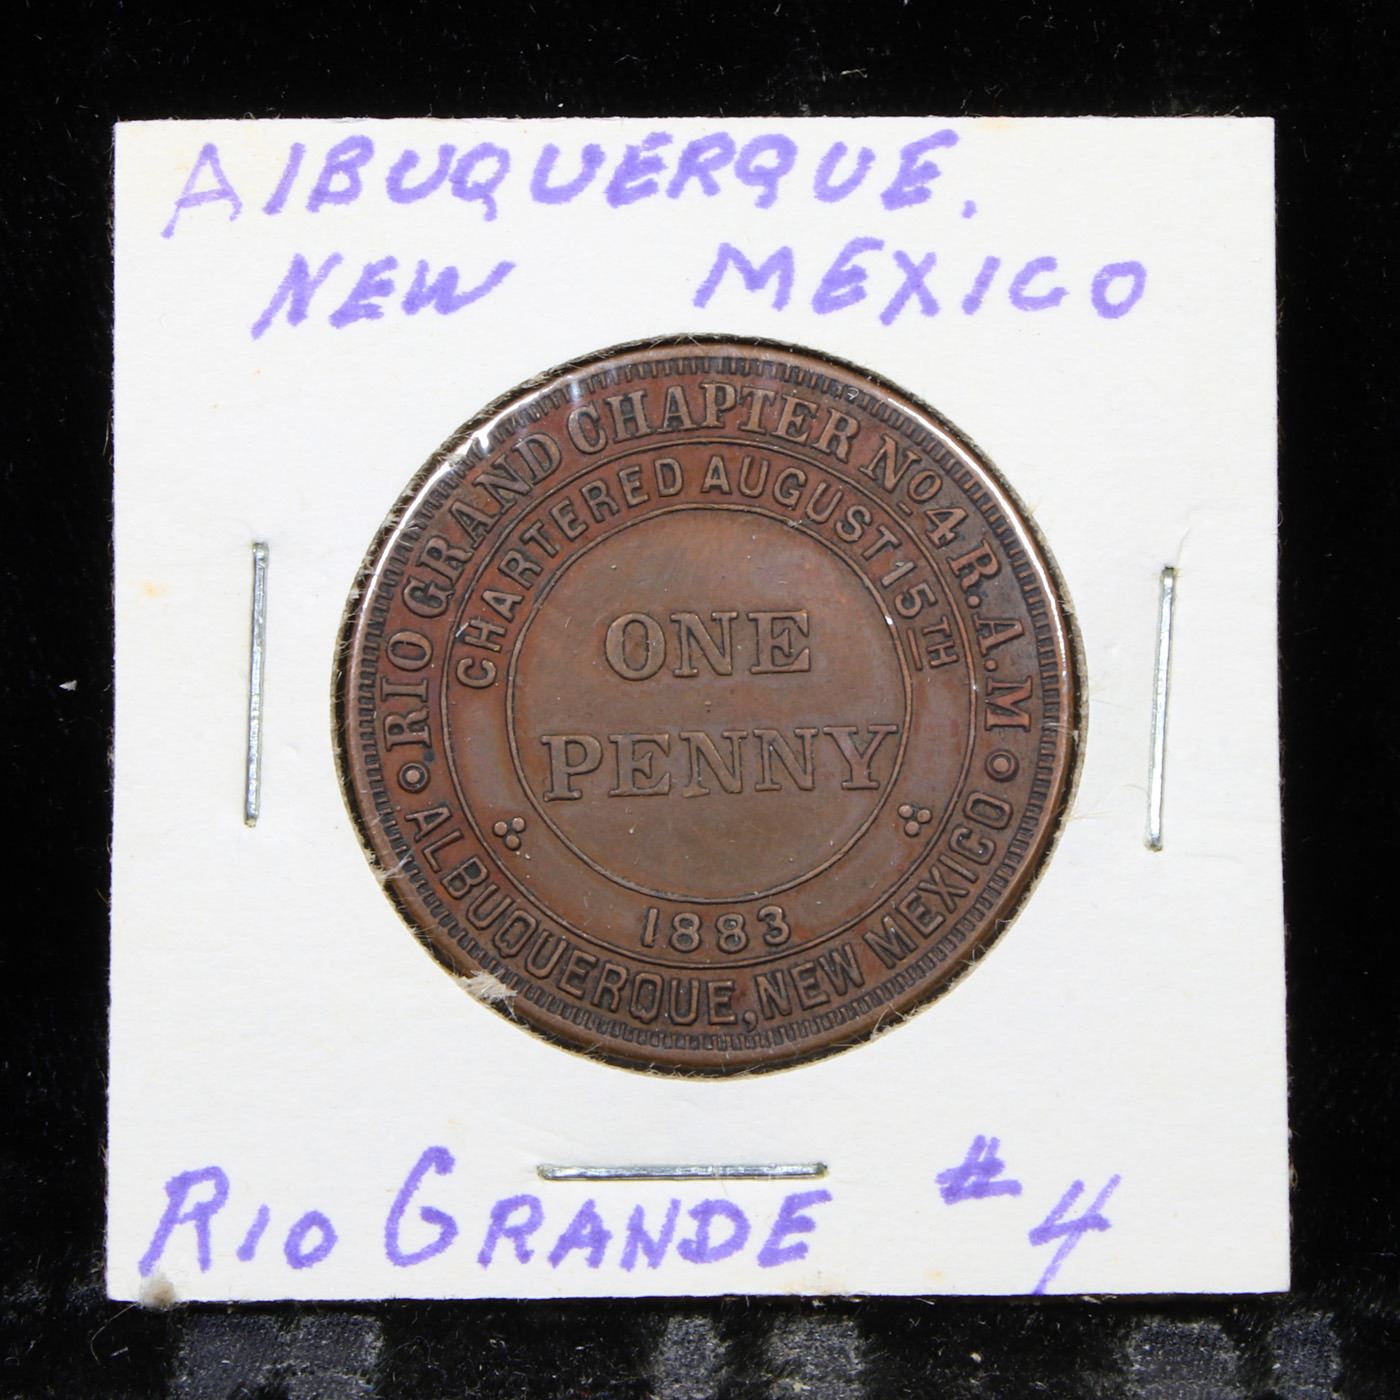 AlBUQUERQUE.
NEW MEXICO
RIO GRAND CHAPTER No. 4 R.A.M
CHARTERED AUGUST 15TH
ONE
PENNY
1883
ALBUQUERQUE, NEW MEXICO
RIO GRANDE #4